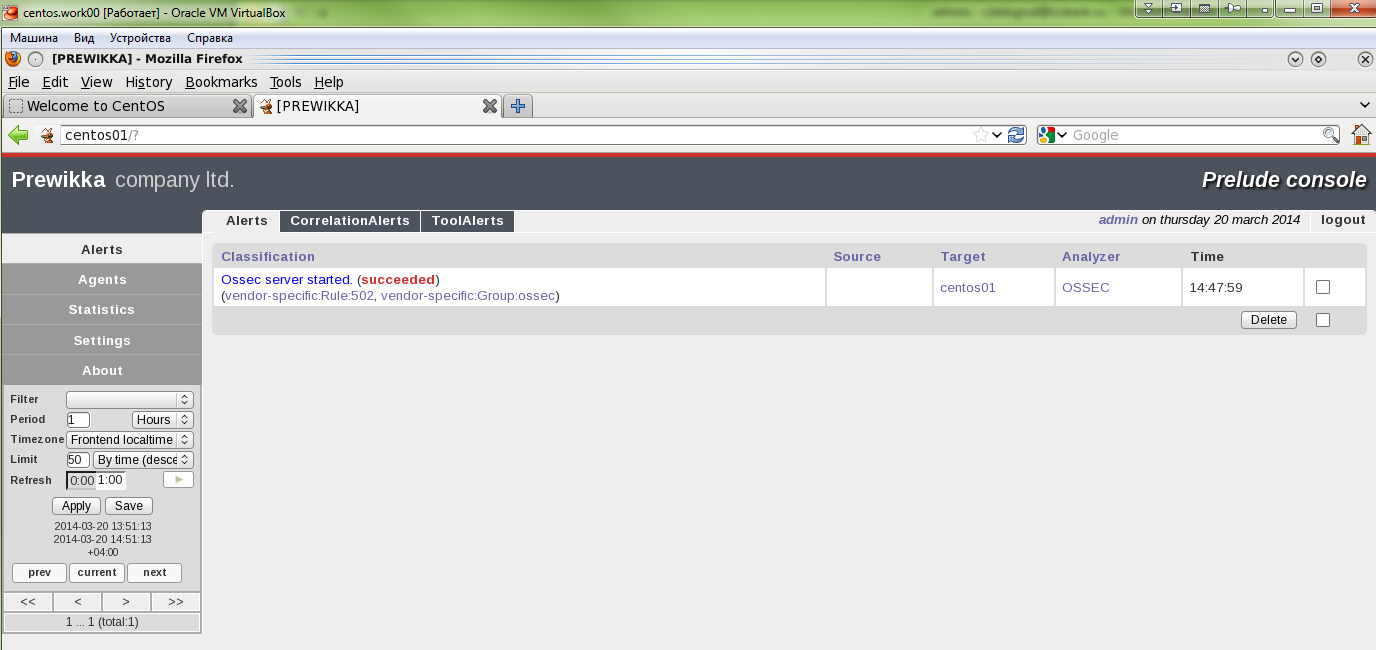 centos.work00 [Работает] - Oracle VM VirtualBox
Машина Вид Устройства Справка
[PREWIKKA] - Mozilla Firefox
File Edit View History Bookmarks Tools Help
Welcome to CentOS [PREWIKKA]
centos01/? Google
Prewikka company ltd. Prelude console
Alerts CorrelationAlerts ToolAlerts admin on thursday 20 march 2014 logout
Alerts
Agents
Statistics
Settings
About
Classification Source Target Analyzer Time
Ossec server started. (succeeded)
(vendor-specific:Rule:502, vendor-specific:Group:ossec)
centos01 OSSEC 14:47:59
Delete
Filter
Period 1 Hours
Timezone Frontend localtime
Limit 50 By time (desce
Refresh 0:00 1:00
Apply Save
2014-03-20 13:51:13
2014-03-20 14:51:13
+04:00
prev current next
<< < > >>
1 ... 1 (total:1)